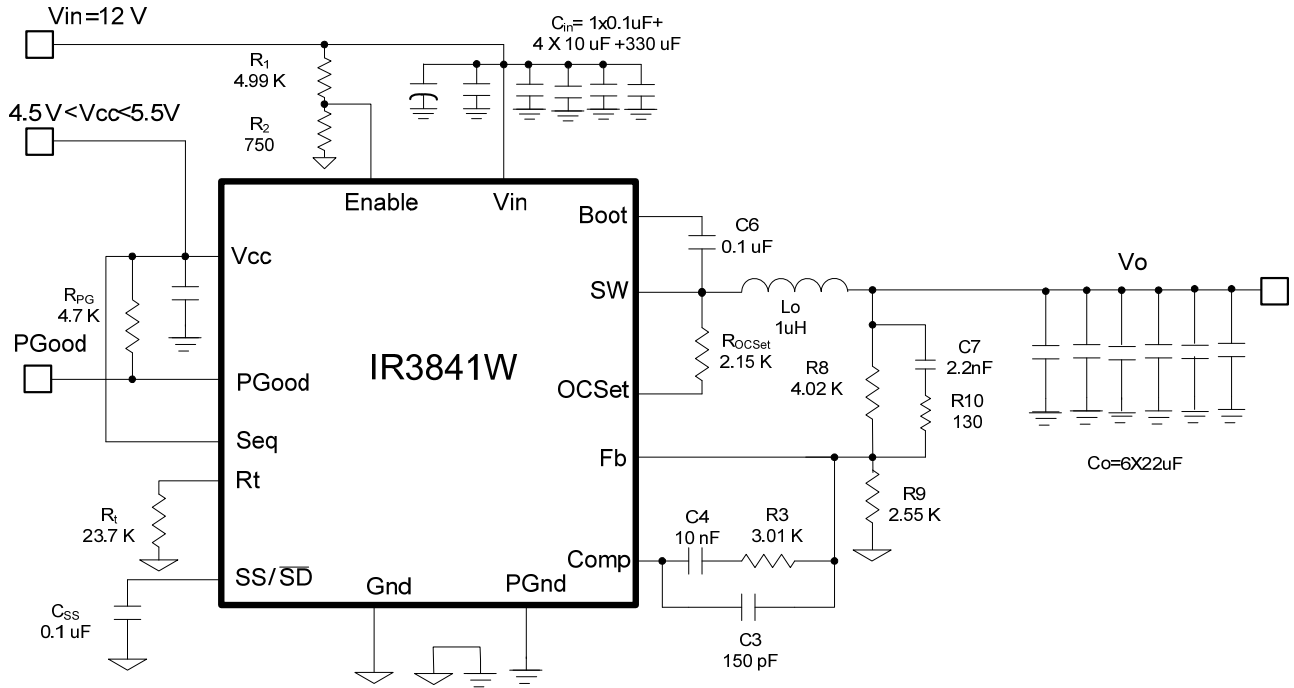 Vin=12 V
Cin= 1x0.1uF+
4 X 10 uF +330 uF
R1
4.99 K
4.5 V <Vcc<5.5V
R2
750
Enable
Vin
Boot
C6
0.1 uF
Vcc
Vo
SW
RPG
4.7 K
Lo
1uH
PGood
ROCSet
2.15 K
C7
2.2nF
IR3841W
R8
4.02 K
PGood
OCSet
R10
130
Seq
Fb
Co=6X22uF
Rt
R9
2.55 K
Rt
23.7 K
C4
10 nF
R3
3.01 K
Comp
SS/SD
Gnd
PGnd
CSS
0.1 uF
C3
150 pF